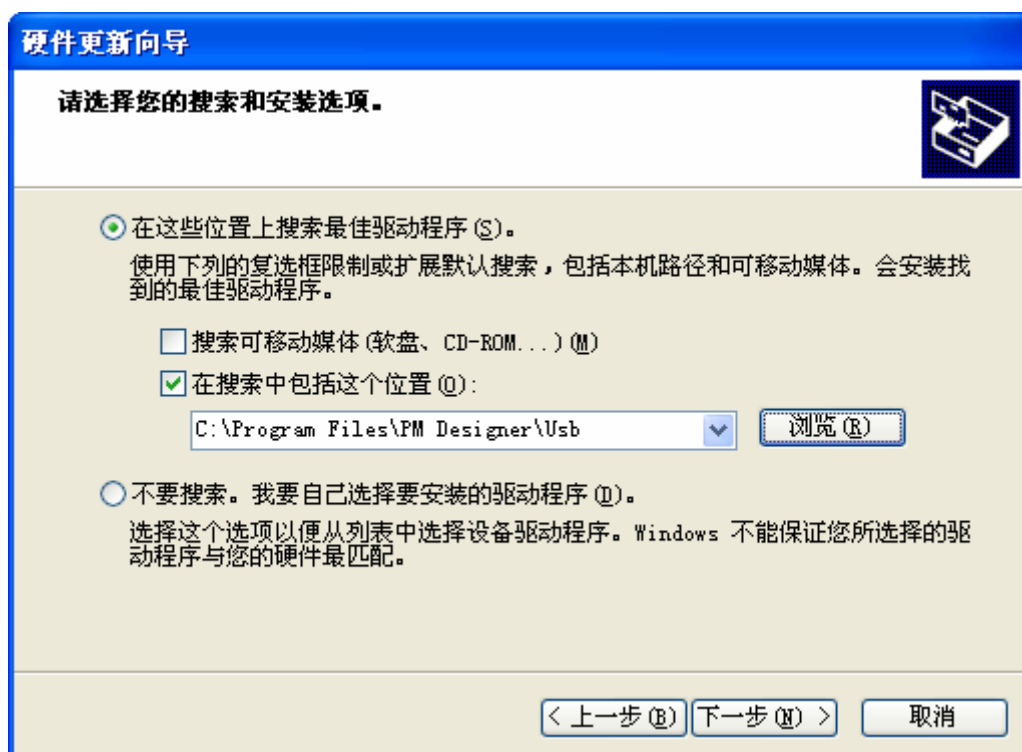 硬件更新向导
请选择您的搜索和安装选项。
在这些位置上搜索最佳驱动程序(S)。
使用下列的复选框限制或扩展默认搜索，包括本机路径和可移动媒体。会安装找
到的最佳驱动程序。
搜索可移动媒体(软盘、CD-ROM...)(M)
在搜索中包括这个位置(O):
C:\Program Files\PM Designer\Usb
浏览(R)
不要搜索。我要自己选择要安装的驱动程序(D)。
选择这个选项以便从列表中选择设备驱动程序。Windows 不能保证您所选择的驱
动程序与您的硬件最匹配。
< 上一步(B) 下一步(N) > 取消